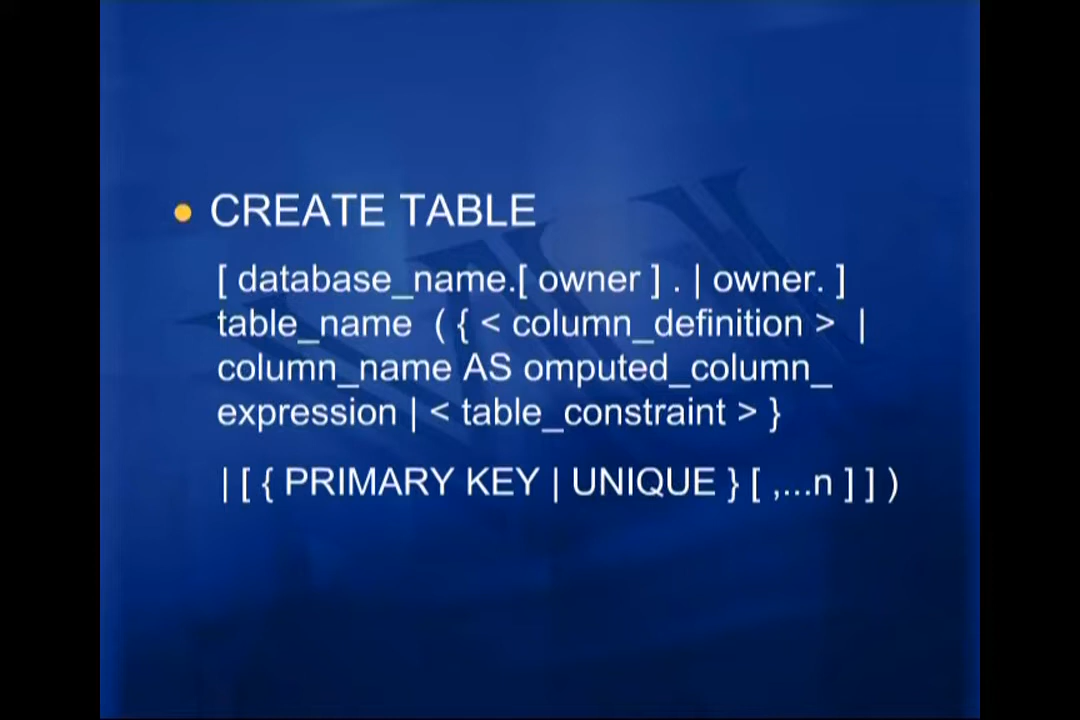 • CREATE TABLE
[ database_name.[ owner ] . | owner. ]
table_name ( { < column_definition > |
column_name AS omputed_column_
expression | < table_constraint > }
| [ { PRIMARY KEY | UNIQUE } [ ,...n ] ] )